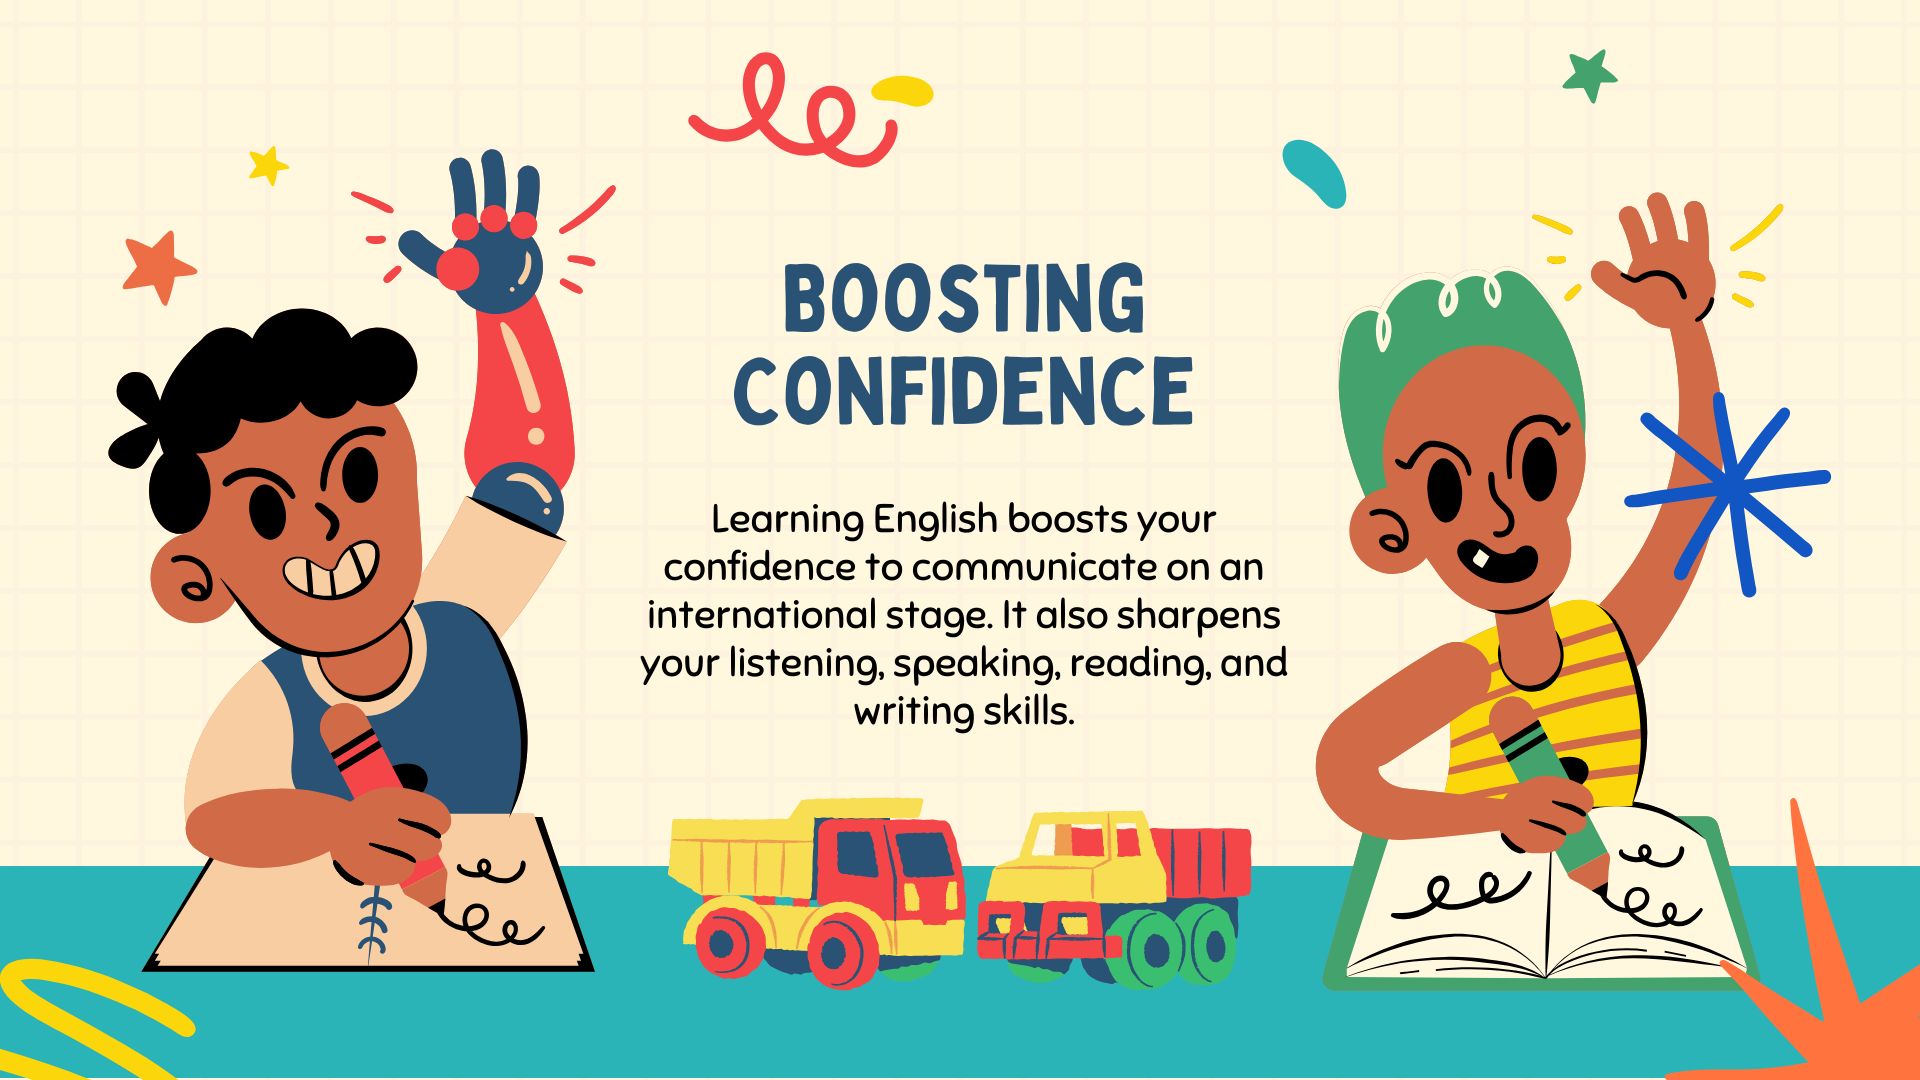 BOOSTING
CONFIDENCE
Learning English boosts your
confidence to communicate on an
international stage. It also sharpens
your listening, speaking, reading, and
writing skills.